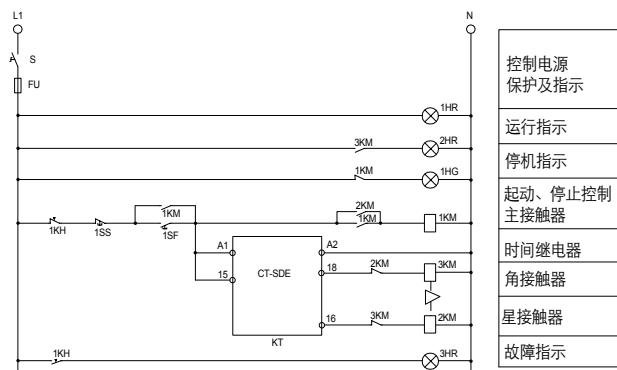 L1
N
S
FU
1HR
3KM
2HR
1KM
1HG
1KM
2KM
1KH
1SS
1SF
1KM
1KM
A1
A2
15
CT-SDE
18
2KM
3KM
16
3KM
2KM
KT
1KH
3HR
控制电源
保护及指示
运行指示
停机指示
起动、停止控制
主接触器
时间继电器
角接触器
星接触器
故障指示